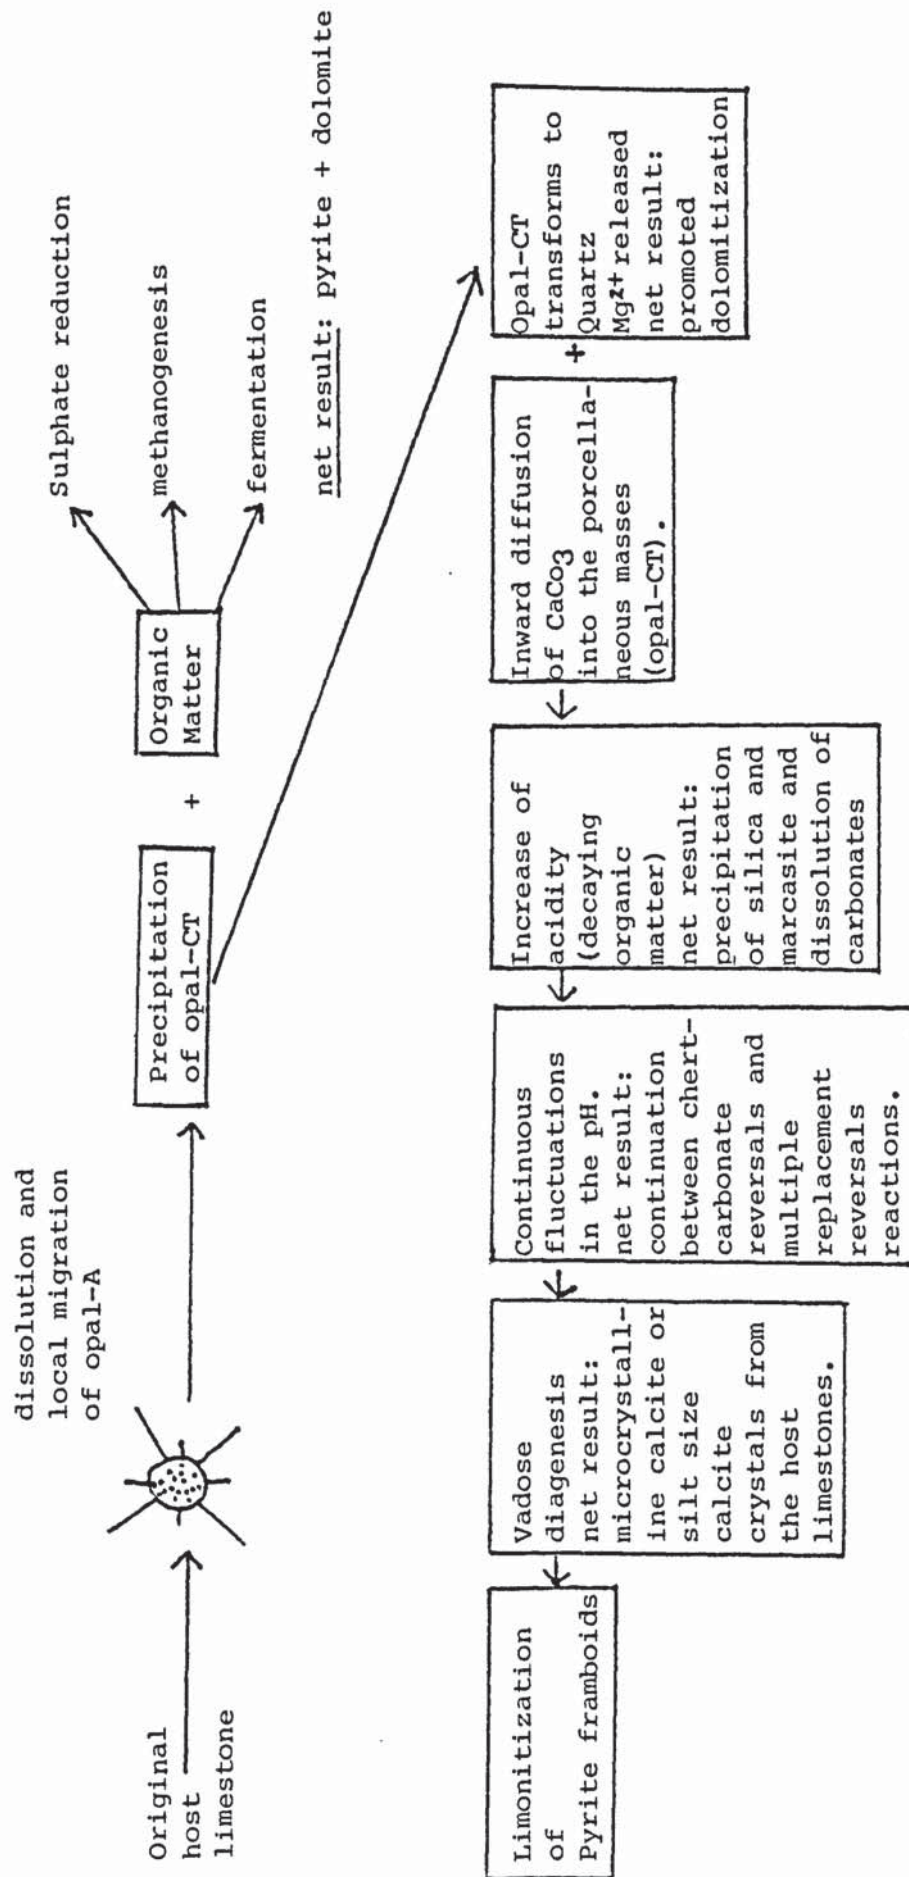 Original
host
limestone
dissolution and
local migration
of opal-A
Precipitation
of opal-CT
+
Organic
Matter
Sulphate reduction
methanogenesis
fermentation
net result: pyrite + dolomite
Opal-CT
transforms to
Quartz
Mg2+ released
net result:
promoted
dolomitization
+
Inward diffusion
of CaCo3
into the porcella-
neous masses
(opal-CT).
Increase of
acidity
(decaying
organic
matter)
net result:
precipitation
of silica and
marcasite and
dissolution of
carbonates
Continuous
fluctuations
in the pH.
net result:
continuation
between chert-
carbonate
reversals and
multiple
replacement
reversals
reactions.
Vadose
diagenesis
net result:
microcrystall-
ine calcite or
silt size
calcite
crystals from
the host
limestones.
Limonitization
of
Pyrite framboids